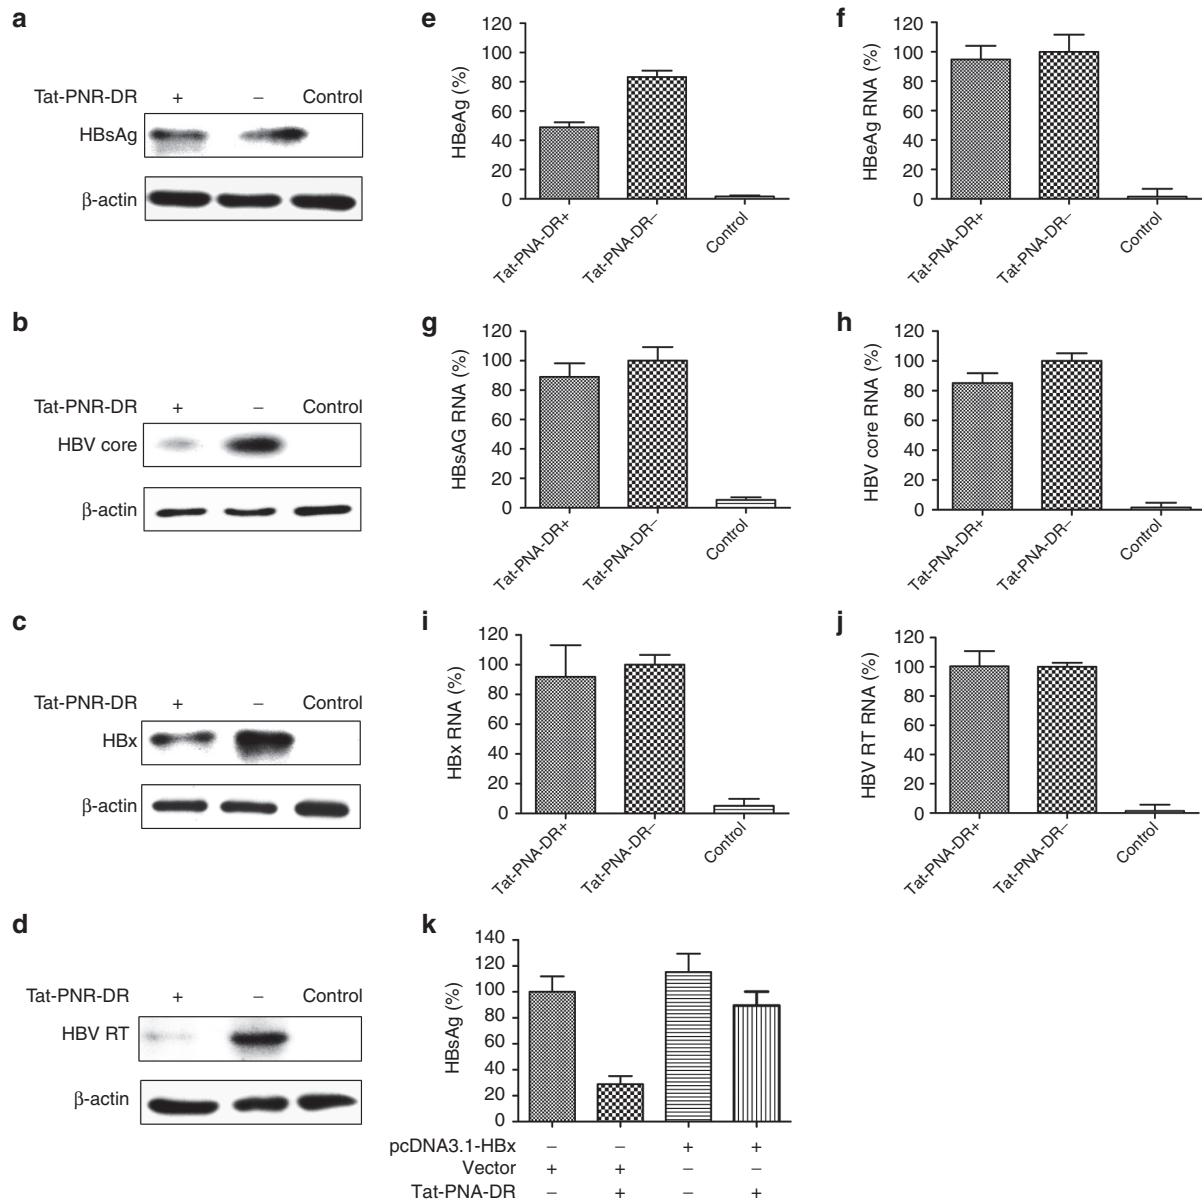 a
Tat-PNR-DR + – Control
HBsAg
β-actin
b
Tat-PNR-DR + – Control
HBV core
β-actin
c
Tat-PNR-DR + – Control
HBx
β-actin
d
Tat-PNR-DR + – Control
HBV RT
β-actin
e
HBeAg (%)
120
100
80
60
40
20
0
Tat-PNA-DR+
Tat-PNA-DR–
Control
f
HBeAg RNA (%)
120
100
80
60
40
20
0
Tat-PNA-DR+
Tat-PNA-DR–
Control
g
HBsAG RNA (%)
120
100
80
60
40
20
0
Tat-PNA-DR+
Tat-PNA-DR–
Control
h
HBV core RNA (%)
120
100
80
60
40
20
0
Tat-PNA-DR+
Tat-PNA-DR–
Control
i
HBx RNA (%)
120
100
80
60
40
20
0
Tat-PNA-DR+
Tat-PNA-DR–
Control
j
HBV RT RNA (%)
120
100
80
60
40
20
0
Tat-PNA-DR+
Tat-PNA-DR–
Control
k
HBsAg (%)
140
120
100
80
60
40
20
0
pcDNA3.1-HBx – – + +
Vector + + – –
Tat-PNA-DR – + – +